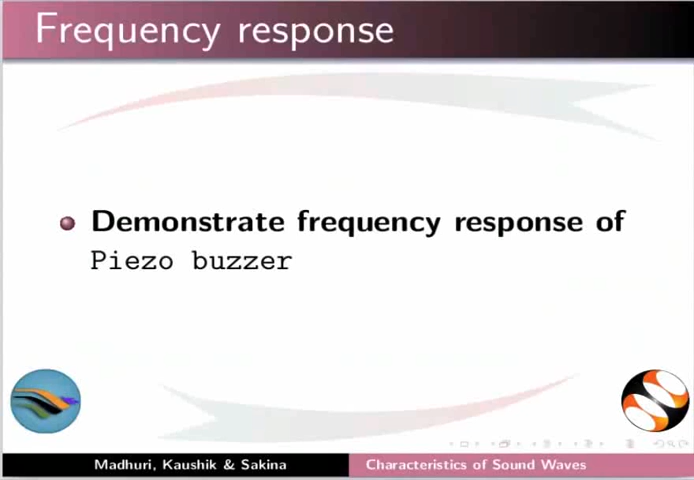 Frequency response
Demonstrate frequency response of
Piezo buzzer
Madhuri, Kaushik & Sakina
Characteristics of Sound Waves